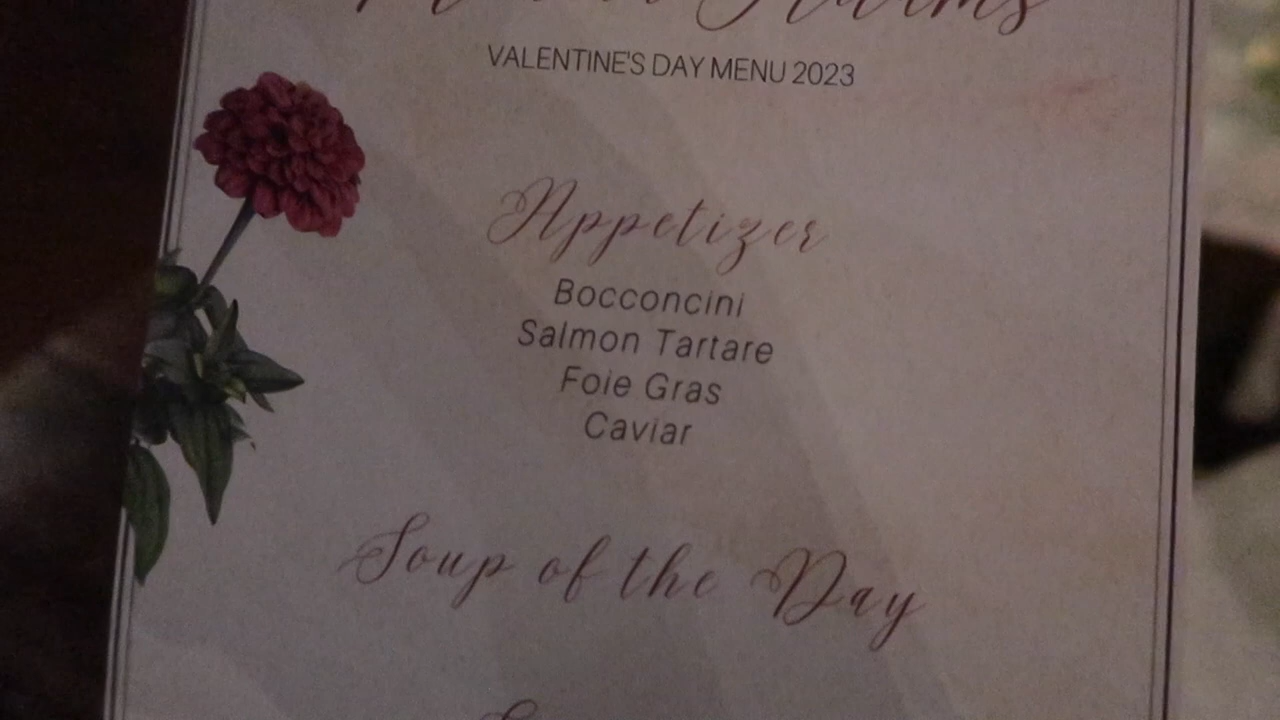 VALENTINE'S DAY MENU 2023
Appetizer
Bocconcini
Salmon Tartare
Foie Gras
Caviar
Soup of the Day